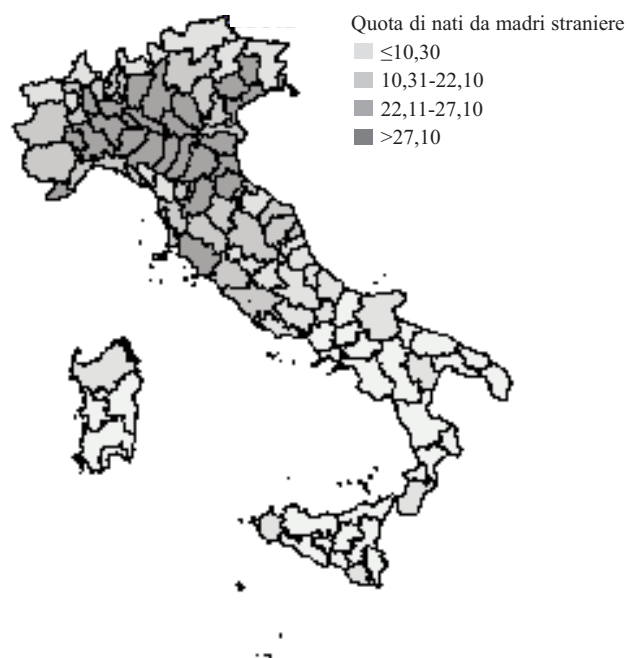 Quota di nati da madri straniere
≤10,30
10,31-22,10
22,11-27,10
>27,10